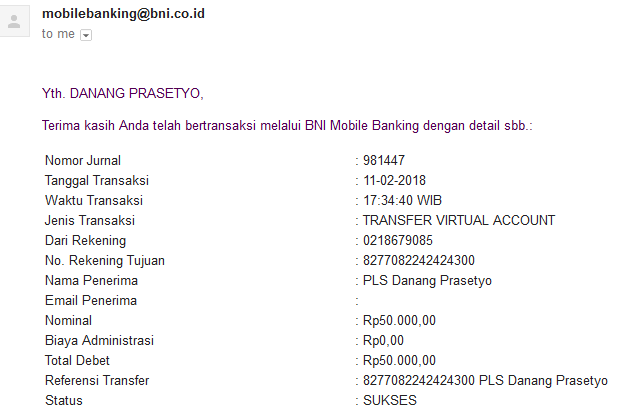 mobilebanking@bni.co.id
to me
Yth. DANANG PRASETYO,
Terima kasih Anda telah bertransaksi melalui BNI Mobile Banking dengan detail sbb.:
Nomor Jurnal : 981447
Tanggal Transaksi : 11-02-2018
Waktu Transaksi : 17:34:40 WIB
Jenis Transaksi : TRANSFER VIRTUAL ACCOUNT
Dari Rekening : 0218679085
No. Rekening Tujuan : 8277082242424300
Nama Penerima : PLS Danang Prasetyo
Email Penerima :
Nominal : Rp50.000,00
Biaya Administrasi : Rp0,00
Total Debet : Rp50.000,00
Referensi Transfer : 8277082242424300 PLS Danang Prasetyo
Status : SUKSES